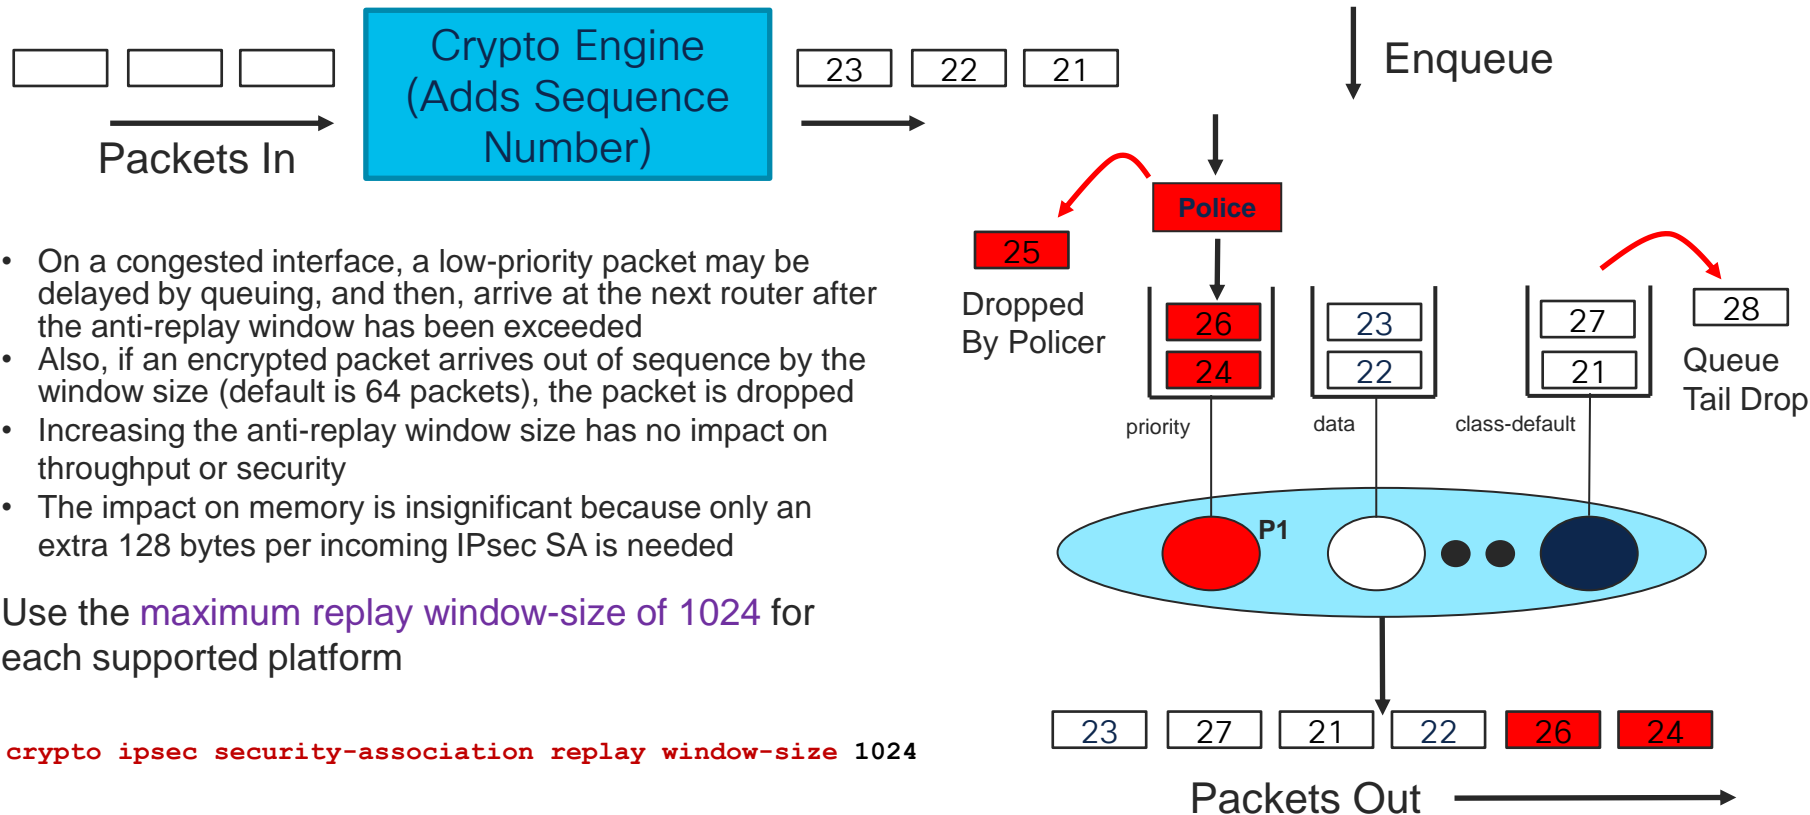 Crypto Engine
(Adds Sequence
Number)
23 22 21
Packets In
Enqueue
Police
25
Dropped
By Policer
26 23 27 28
24 22 21
Queue
Tail Drop
priority data class-default
P1
23 27 21 22 26 24
Packets Out
• On a congested interface, a low-priority packet may be
delayed by queuing, and then, arrive at the next router after
the anti-replay window has been exceeded
• Also, if an encrypted packet arrives out of sequence by the
window size (default is 64 packets), the packet is dropped
• Increasing the anti-replay window size has no impact on
throughput or security
• The impact on memory is insignificant because only an
extra 128 bytes per incoming IPsec SA is needed
Use the maximum replay window-size of 1024 for
each supported platform
crypto ipsec security-association replay window-size 1024